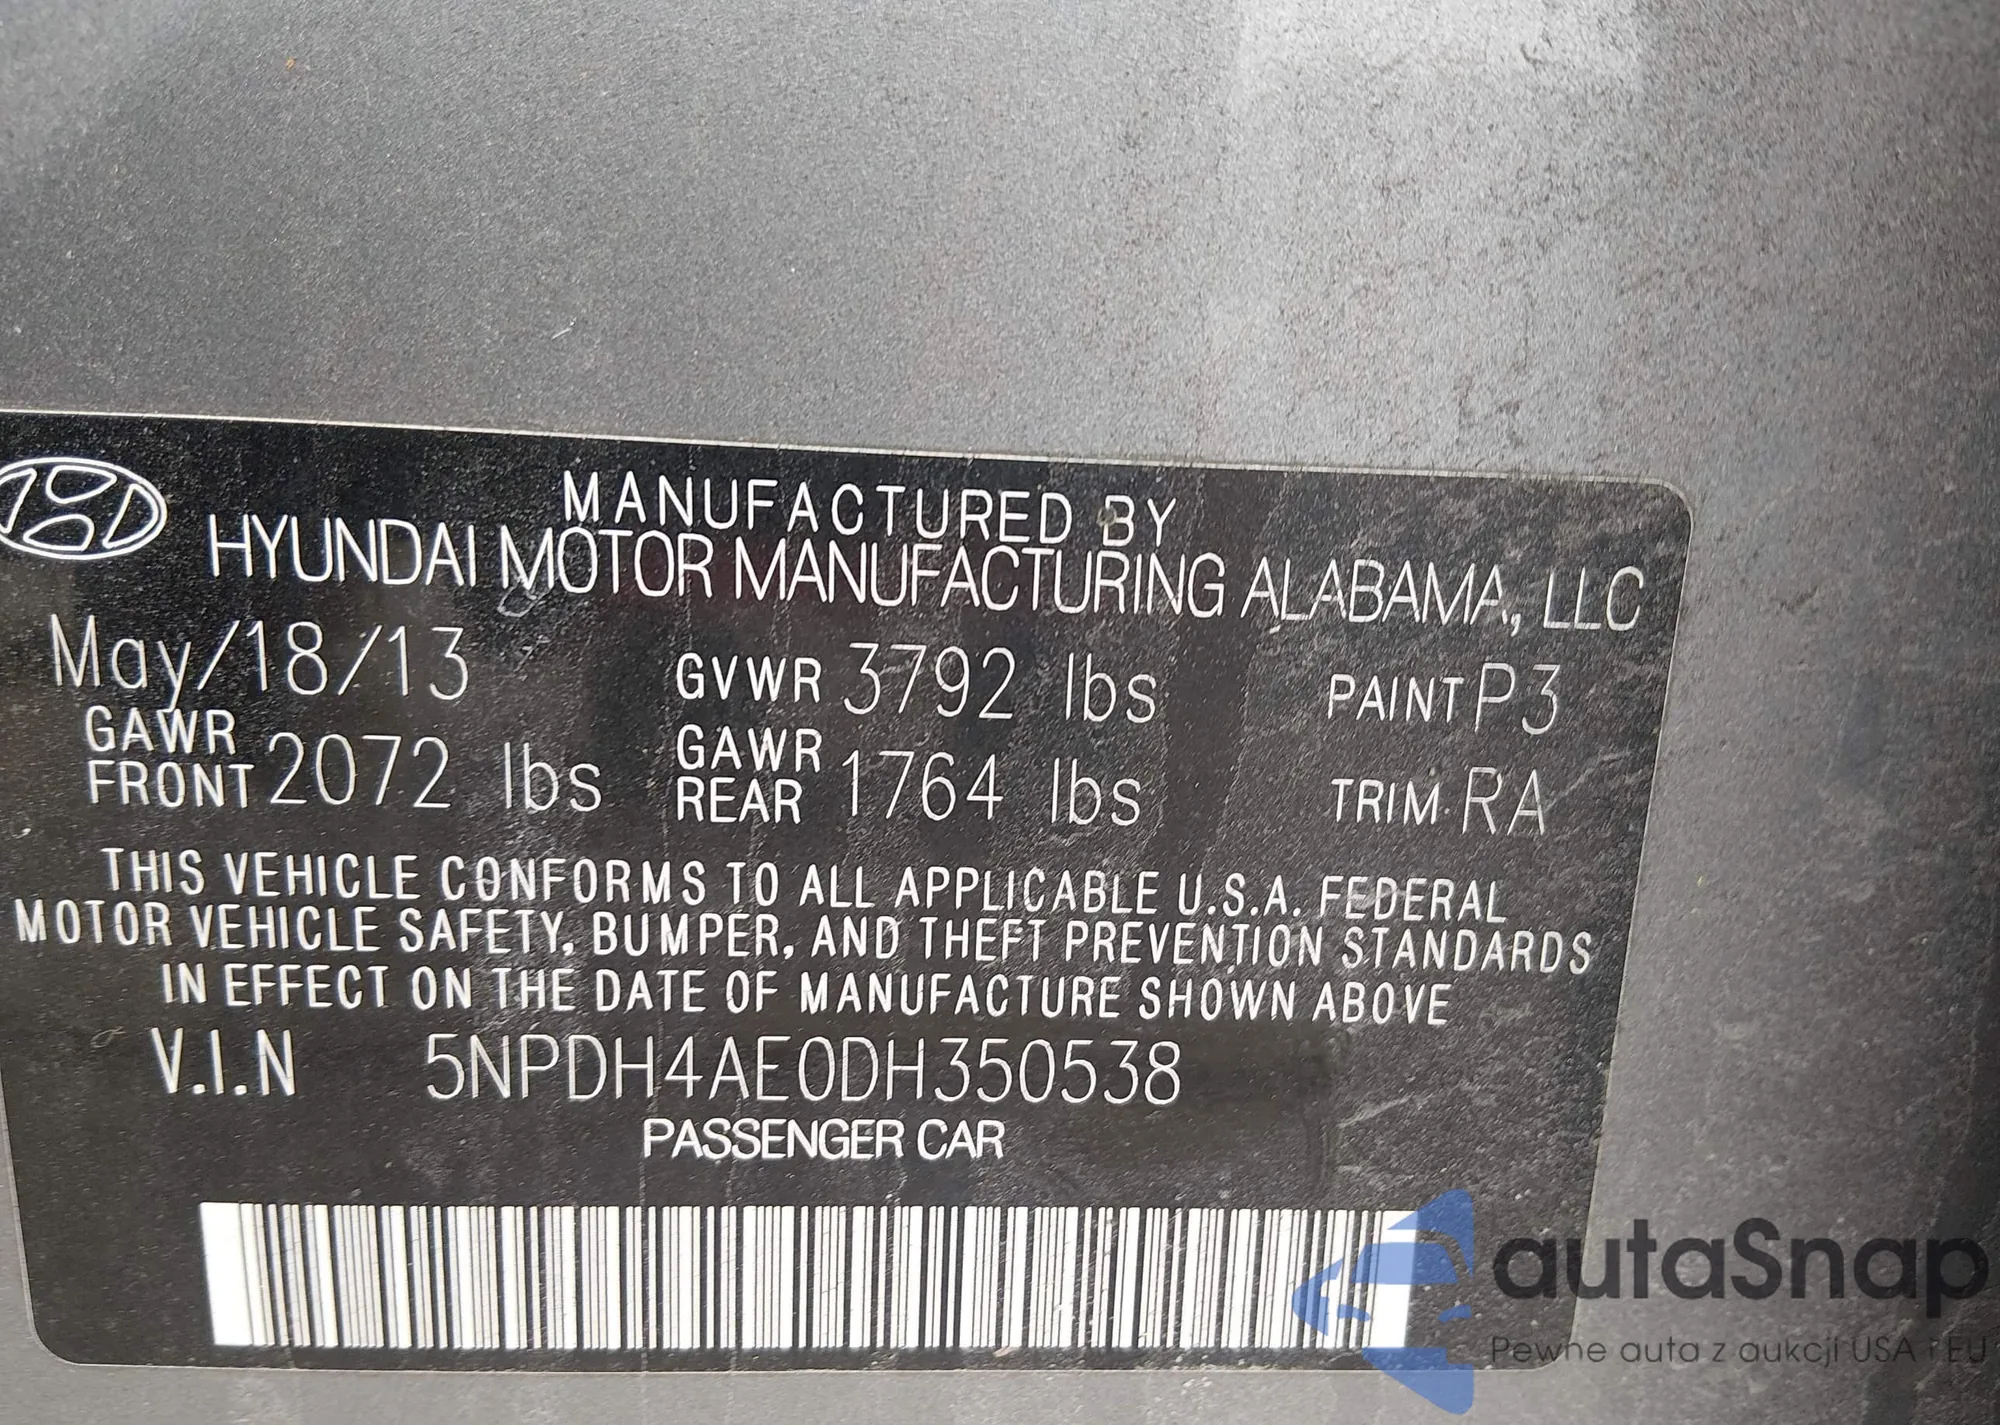 MANUFACTURED BY
HYUNDAI MOTOR MANUFACTURING ALABAMA, LLC
May/18/13 GVWR 3792 lbs PAINT P3
GAWR FRONT 2072 lbs GAWR REAR 1764 lbs TRIM RA
THIS VEHICLE CONFORMS TO ALL APPLICABLE U.S.A. FEDERAL
MOTOR VEHICLE SAFETY, BUMPER, AND THEFT PREVENTION STANDARDS
IN EFFECT ON THE DATE OF MANUFACTURE SHOWN ABOVE
V.I.N 5NPDH4AE0DH350538
PASSENGER CAR
autaSnap
Pewne auta z aukcji USA i EU